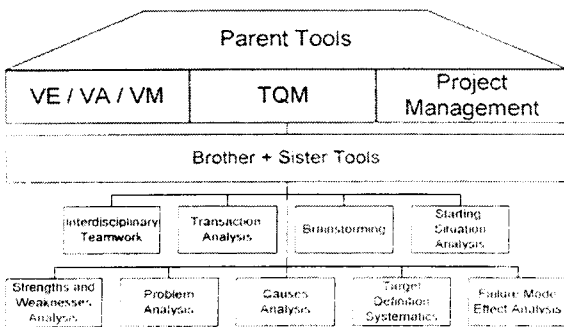 Parent Tools
VE / VA / VM
TQM
Project
Management
Brother + Sister Tools
Interdisciplinary
Teamwork
Transaction
Analysis
Brainstorming
Starting
Situation
Analysis
Strengths and
Weaknesses
Analysis
Problem
Analysis
Causes
Analysis
Target
Definition
Systematics
Failure Mode
Effect Analysis